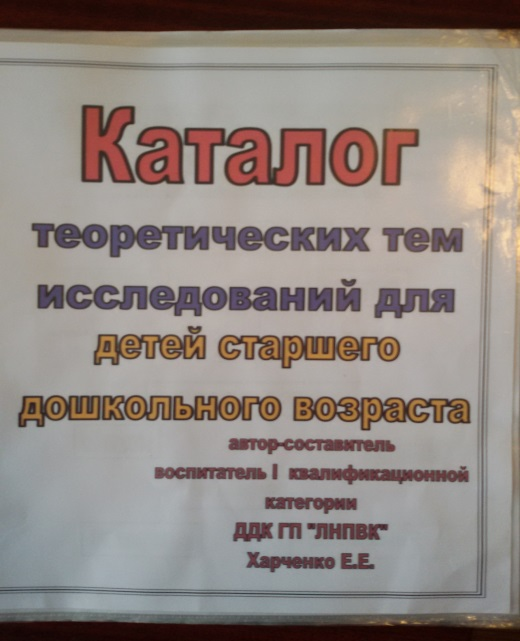 Каталог
теоретических тем
исследований для
детей старшего
дошкольного возраста
автор-составитель
воспитатель I квалификационной
категории
ДДК ГП "ЛНПВК"
Харченко Е.Е.